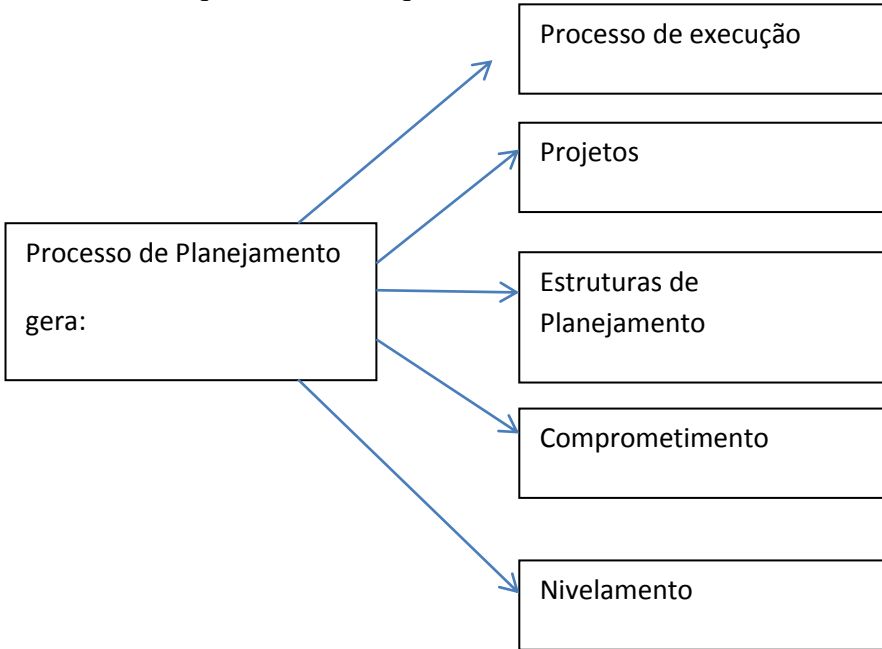 Processo de execução
Projetos
Processo de Planejamento
gera:
Estruturas de
Planejamento
Comprometimento
Nivelamento